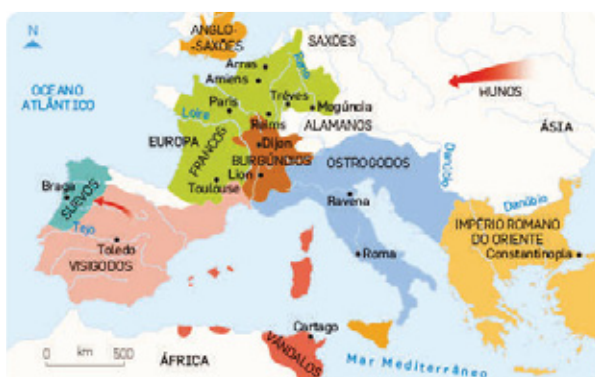 N
ANGLO-
-SAXÕES
SAXÕES
Arras
Reno
OCEANO
ATLÂNTICO
Amiens
HUNOS
Paris
Tréves
Mogúncia
Loire
Reims
ALAMANOS
ÁSIA
EUROPA
FRANCOS
Dijon
BURGÚNDIOS
OSTROGODOS
Danúbio
Lion
Toulouse
Braga
SUEVOS
Ravena
Danúbio
IMPÉRIO ROMANO
DO ORIENTE
Tejo
Toledo
Roma
Constantinopla
VISIGODOS
Cartago
0 km 500
ÁFRICA
VÂNDALOS
Mar Mediterrâneo